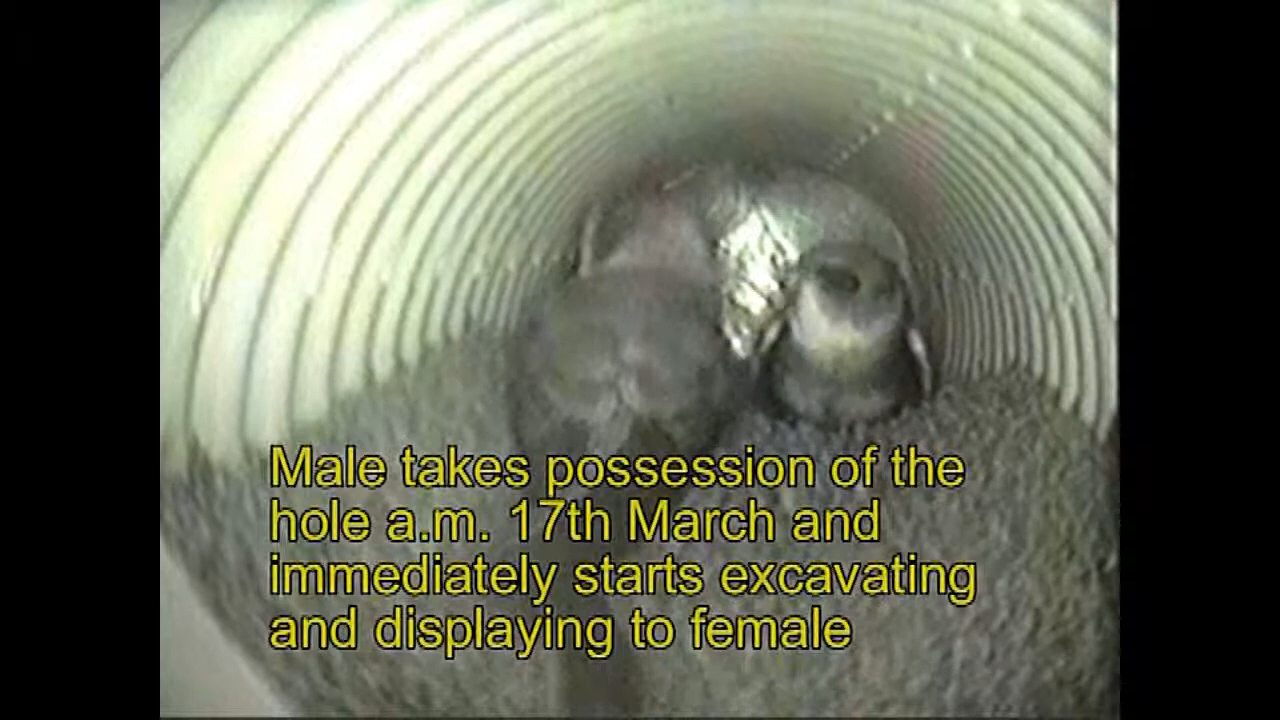 Male takes possession of the
hole a.m. 17th March and
immediately starts excavating
and displaying to female